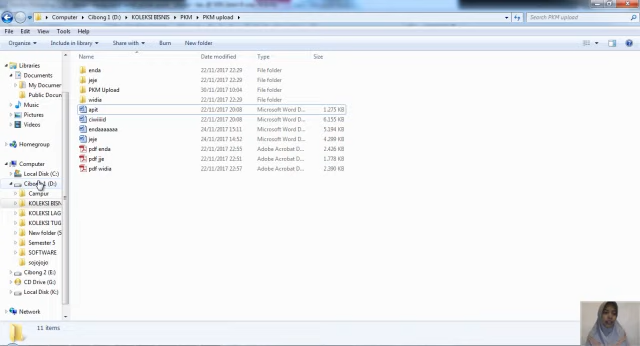 Computer ▸ Cibong 1 (D:) ▸ KOLEKSI BISNIS ▸ PKM ▸ PKM upload ▸
Search PKM upload
File Edit View Tools Help
Organize Include in library Share with Burn New folder
Name Date modified Type Size
Libraries
Documents
My Documen
Public Docun
Music
Pictures
Videos
Homegroup
Computer
Local Disk (C:)
Cibong 1 (D:)
Campur
KOLEKSI BISN
KOLEKSI LAG
KOLEKSI TUG
New folder (5
Semester 5
SOFTWARE
sojojojo
Cibong 2 (E:)
CD Drive (G:)
Local Disk (K:)
Network
enda 22/11/2017 22:29 File folder
jeje 22/11/2017 22:29 File folder
PKM Upload 30/11/2017 19:04 File folder
widia 22/11/2017 22:29 File folder
apit 22/11/2017 20:08 Microsoft Word D... 1,273 KB
ciwiiiid 22/11/2017 20:08 Microsoft Word D... 6,155 KB
endaaaaaaa 24/11/2017 15:11 Microsoft Word D... 5,194 KB
jeje 24/11/2017 14:52 Microsoft Word D... 4,299 KB
pdf enda 22/11/2017 22:55 Adobe Acrobat D... 2,426 KB
pdf jje 22/11/2017 22:51 Adobe Acrobat D... 1,778 KB
pdf widia 22/11/2017 22:57 Adobe Acrobat D... 2,390 KB
11 items